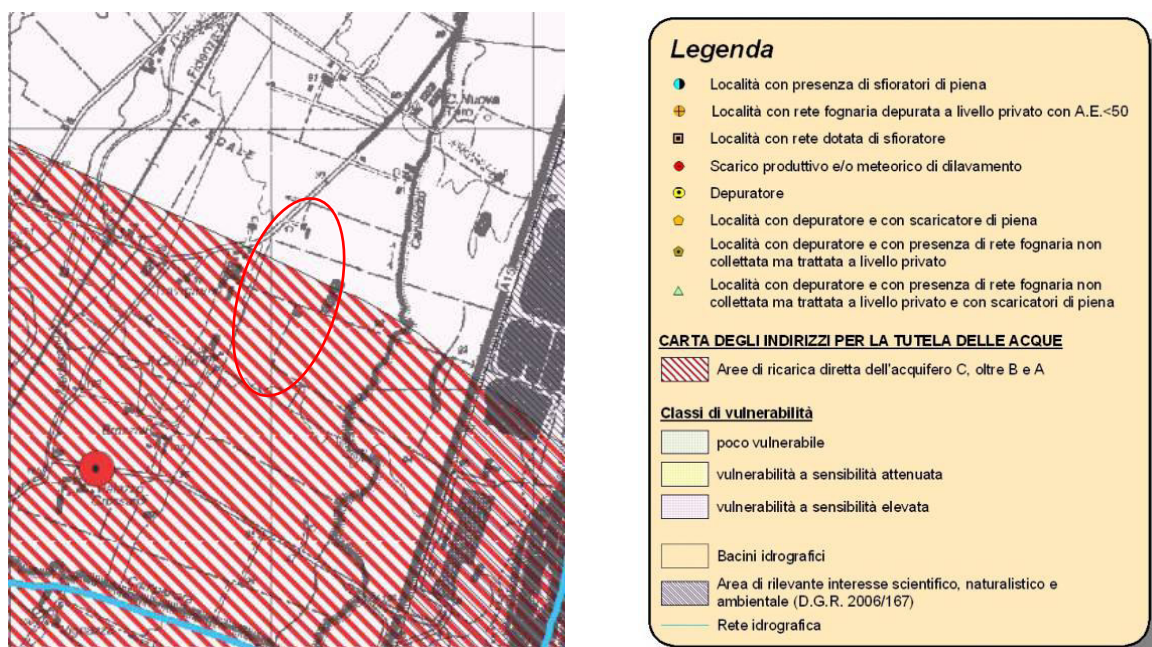 C. Nuova
Taro
LE SCALE
Legenda
Località con presenza di sfioratori di piena
Località con rete fognaria depurata a livello privato con A.E.<50
Località con rete dotata di sfioratore
Scarico produttivo e/o meteorico di dilavamento
Depuratore
Località con depuratore e con scaricatore di piena
Località con depuratore e con presenza di rete fognaria non
collettata ma trattata a livello privato
Località con depuratore e con presenza di rete fognaria non
collettata ma trattata a livello privato e con scaricatori di piena
CARTA DEGLI INDIRIZZI PER LA TUTELA DELLE ACQUE
Aree di ricarica diretta dell'acquifero C, oltre B e A
Classi di vulnerabilità
poco vulnerabile
vulnerabilità a sensibilità attenuata
vulnerabilità a sensibilità elevata
Bacini idrografici
Area di rilevante interesse scientifico, naturalistico e
ambientale (D.G.R. 2006/167)
Rete idrografica